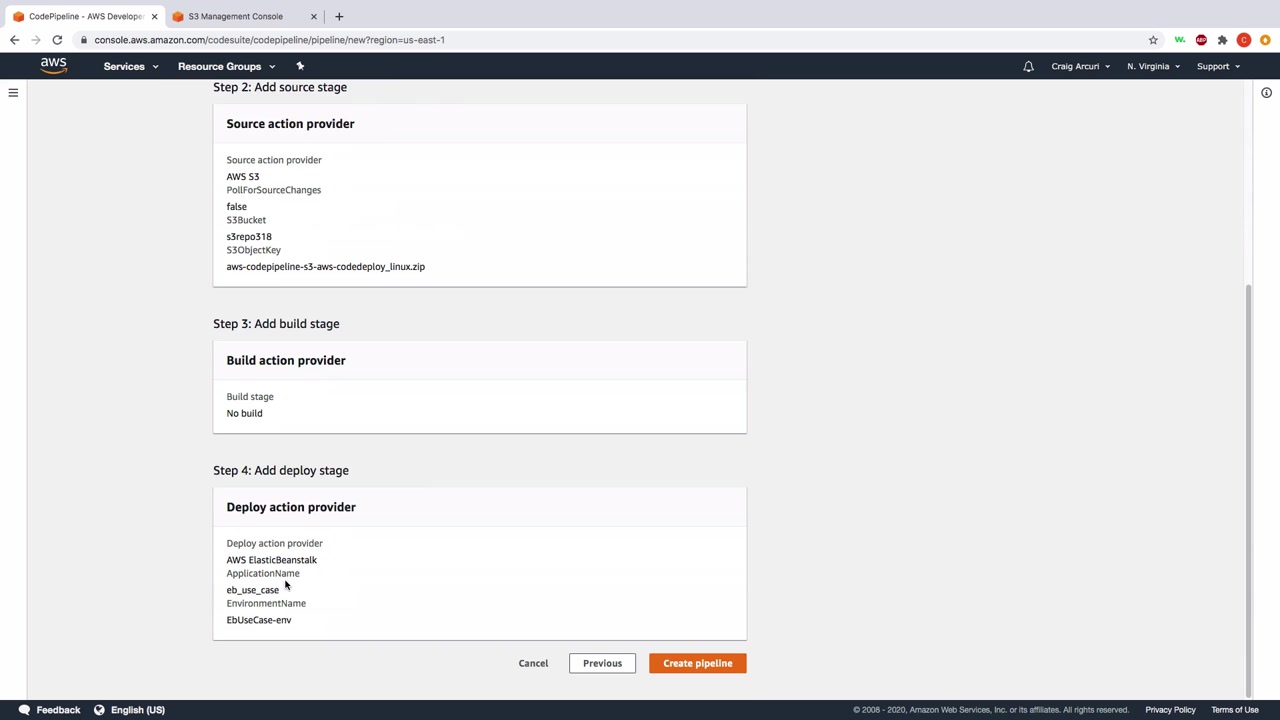 CodePipeline - AWS Develope
S3 Management Console
console.aws.amazon.com/codesuite/codepipeline/pipeline/new?region=us-east-1
W.
ABP
C
aws
Services
Resource Groups
Craig Arcuri
N. Virginia
Support
Step 2: Add source stage
Source action provider
Source action provider
AWS S3
PollForSourceChanges
false
S3Bucket
s3repo318
S3ObjectKey
aws-codepipeline-s3-aws-codedeploy_linux.zip
Step 3: Add build stage
Build action provider
Build stage
No build
Step 4: Add deploy stage
Deploy action provider
Deploy action provider
AWS ElasticBeanstalk
ApplicationName
eb_use_case
EnvironmentName
EbUseCase-env
Cancel
Previous
Create pipeline
Feedback
English (US)
© 2008 - 2020, Amazon Web Services, Inc. or its affiliates. All rights reserved.
Privacy Policy
Terms of Use